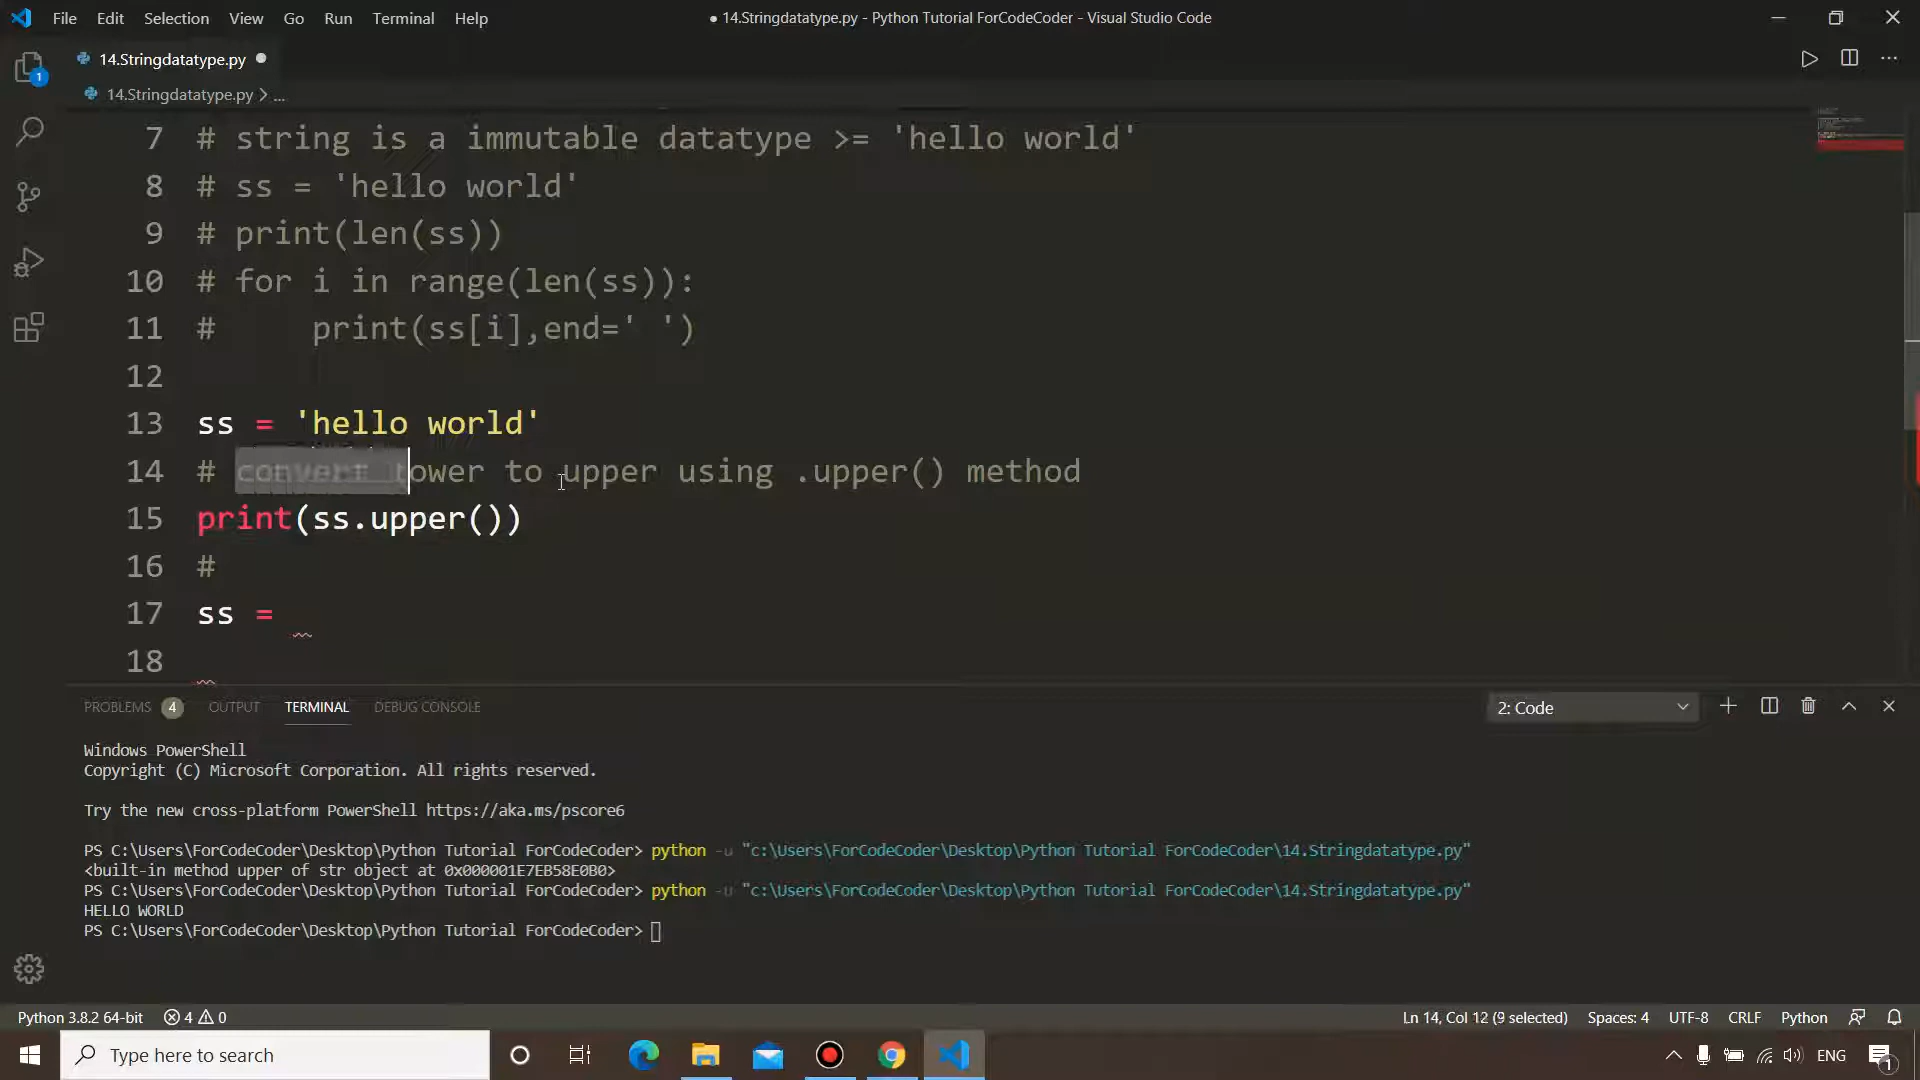 File Edit Selection View Go Run Terminal Help
● 14.Stringdatatype.py - Python Tutorial ForCodeCoder - Visual Studio Code
14.Stringdatatype.py
14.Stringdatatype.py > ...
1
7 # string is a immutable datatype >= 'hello world'
8 # ss = 'hello world'
9 # print(len(ss))
10 # for i in range(len(ss)):
11 #     print(ss[i],end=' ')
12
13 ss = 'hello world'
14 # convert tower to upper using .upper() method
15 print(ss.upper())
16 #
17 ss =
18
PROBLEMS 4 OUTPUT TERMINAL DEBUG CONSOLE
2: Code
Windows PowerShell
Copyright (C) Microsoft Corporation. All rights reserved.
Try the new cross-platform PowerShell https://aka.ms/pscore6
PS C:\Users\ForCodeCoder\Desktop\Python Tutorial ForCodeCoder> python -u "c:\Users\ForCodeCoder\Desktop\Python Tutorial ForCodeCoder\14.Stringdatatype.py"
<built-in method upper of str object at 0x000001E7EB58E0B0>
PS C:\Users\ForCodeCoder\Desktop\Python Tutorial ForCodeCoder> python -u "c:\Users\ForCodeCoder\Desktop\Python Tutorial ForCodeCoder\14.Stringdatatype.py"
HELLO WORLD
PS C:\Users\ForCodeCoder\Desktop\Python Tutorial ForCodeCoder>
Python 3.8.2 64-bit 4 0
Ln 14, Col 12 (9 selected) Spaces: 4 UTF-8 CRLF Python
Type here to search
ENG
1